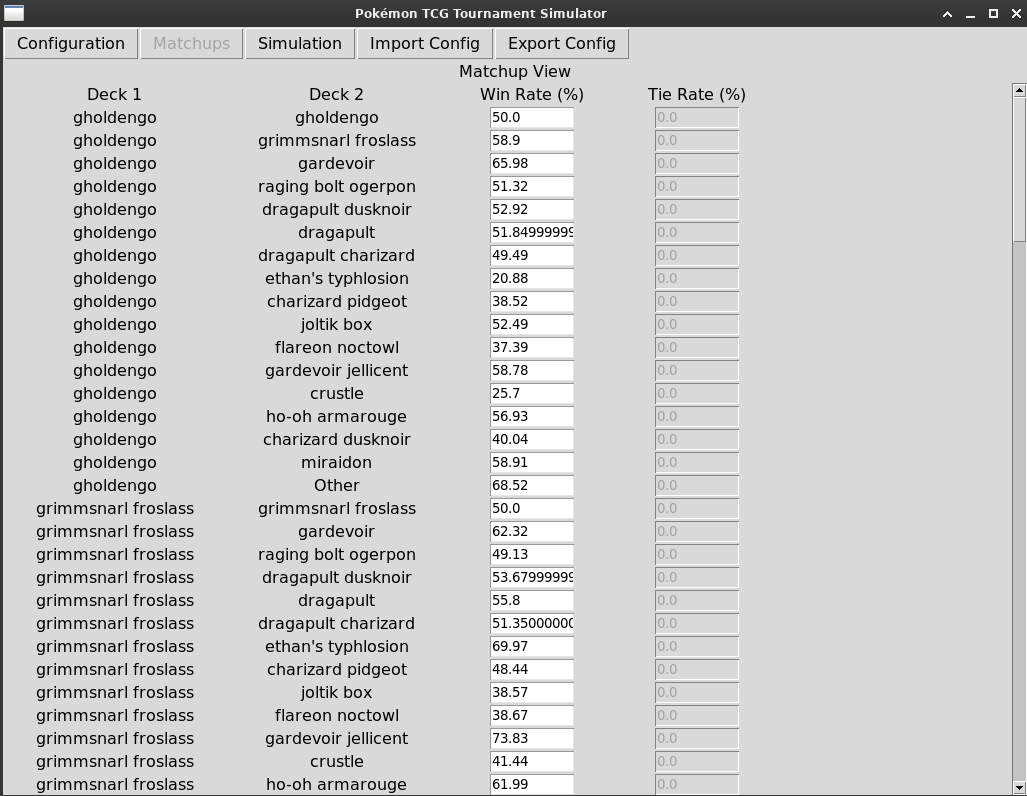 Pokémon TCG Tournament Simulator
Configuration Matchups Simulation Import Config Export Config
Matchup View
Deck 1 Deck 2 Win Rate (%) Tie Rate (%)
gholdengo gholdengo 50.0 0.0
gholdengo grimmsnarl froslass 58.9 0.0
gholdengo gardevoir 65.98 0.0
gholdengo raging bolt ogerpon 51.32 0.0
gholdengo dragapult dusknoir 52.92 0.0
gholdengo dragapult 51.84999999 0.0
gholdengo dragapult charizard 49.49 0.0
gholdengo ethan's typhlosion 20.88 0.0
gholdengo charizard pidgeot 38.52 0.0
gholdengo joltik box 52.49 0.0
gholdengo flareon noctowl 37.39 0.0
gholdengo gardevoir jellicent 58.78 0.0
gholdengo crustle 25.7 0.0
gholdengo ho-oh armarouge 56.93 0.0
gholdengo charizard dusknoir 40.04 0.0
gholdengo miraidon 58.91 0.0
gholdengo Other 68.52 0.0
grimmsnarl froslass grimmsnarl froslass 50.0 0.0
grimmsnarl froslass gardevoir 62.32 0.0
grimmsnarl froslass raging bolt ogerpon 49.13 0.0
grimmsnarl froslass dragapult dusknoir 53.67999999 0.0
grimmsnarl froslass dragapult 55.8 0.0
grimmsnarl froslass dragapult charizard 51.35000000 0.0
grimmsnarl froslass ethan's typhlosion 69.97 0.0
grimmsnarl froslass charizard pidgeot 48.44 0.0
grimmsnarl froslass joltik box 38.57 0.0
grimmsnarl froslass flareon noctowl 38.67 0.0
grimmsnarl froslass gardevoir jellicent 73.83 0.0
grimmsnarl froslass crustle 41.44 0.0
grimmsnarl froslass ho-oh armarouge 61.99 0.0